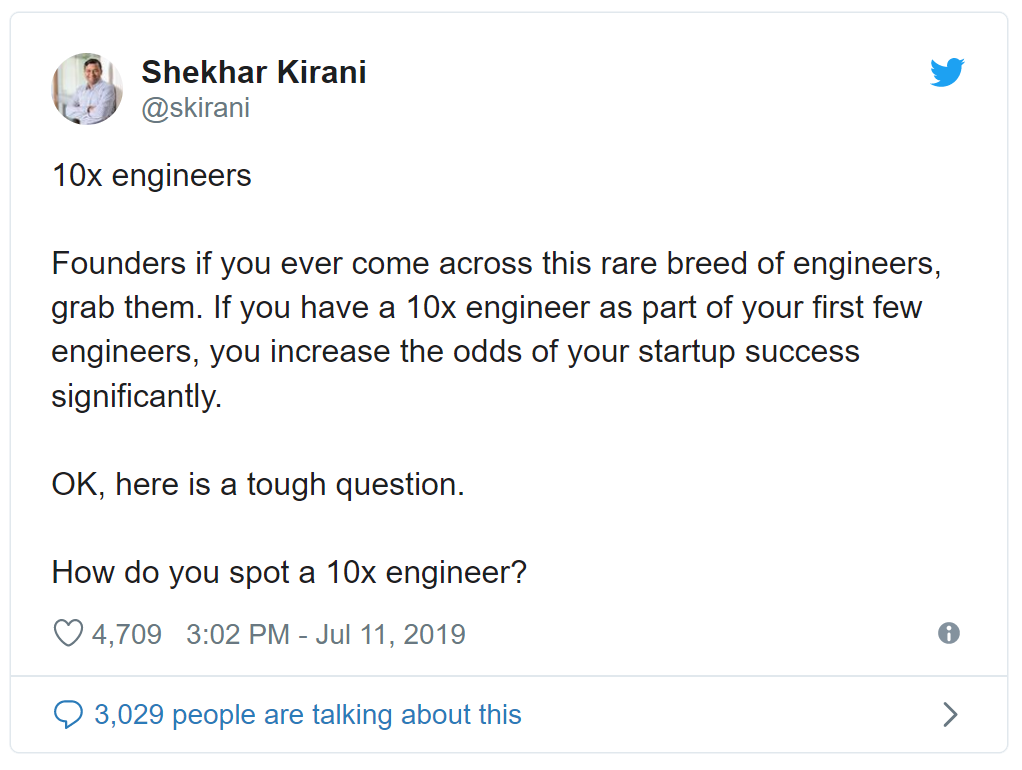 Shekhar Kirani
@skirani
10x engineers
Founders if you ever come across this rare breed of engineers,
grab them. If you have a 10x engineer as part of your first few
engineers, you increase the odds of your startup success
significantly.
OK, here is a tough question.
How do you spot a 10x engineer?
4,709 3:02 PM - Jul 11, 2019
3,029 people are talking about this